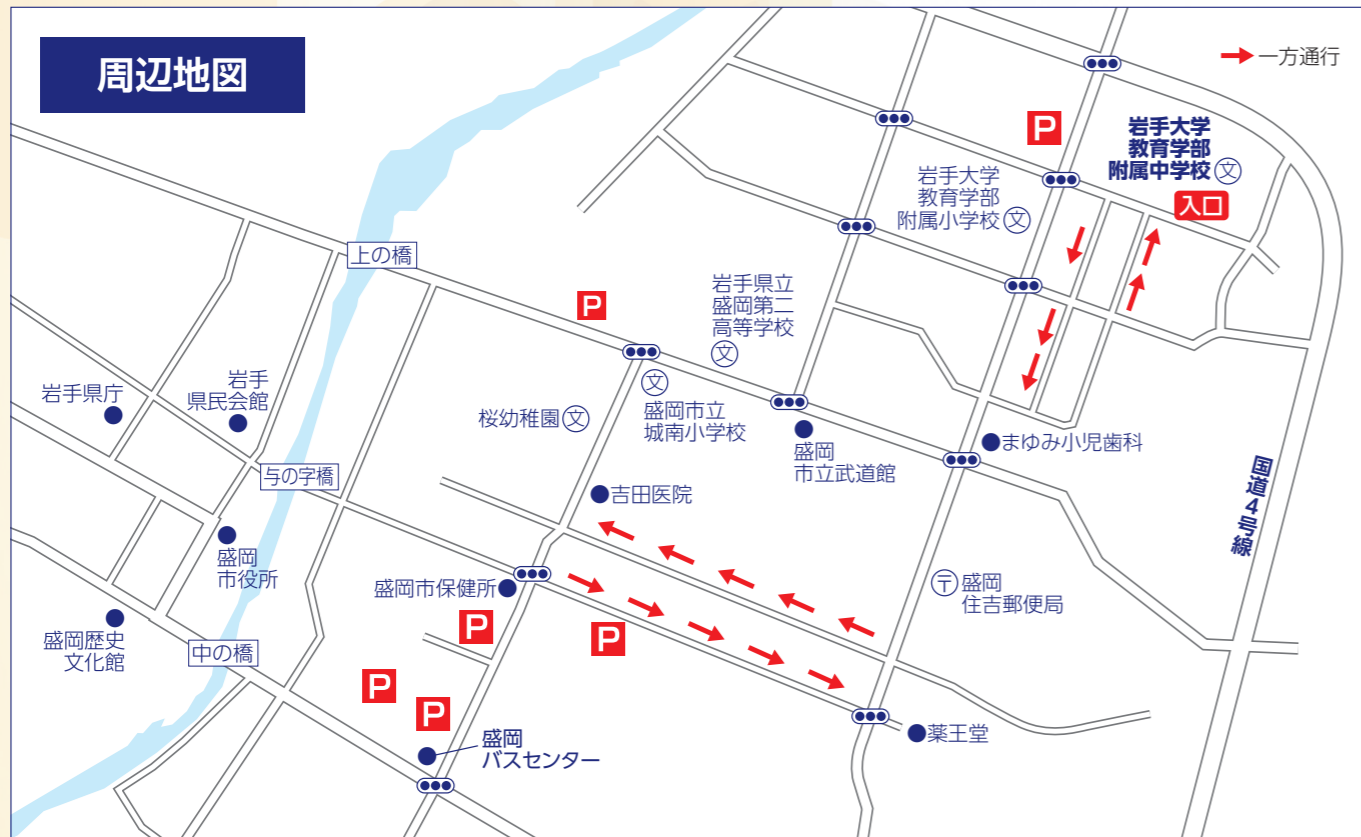 周辺地図
一方通行
P
岩手大学
教育学部
附属中学校 文
入口
岩手大学
教育学部
附属小学校 文
上の橋
P
岩手県立
盛岡第二
高等学校
文
岩手県庁
岩手
県民会館
桜幼稚園 文
文
盛岡市立
城南小学校
盛岡
市立武道館
まゆみ小児歯科
国道4号線
与の字橋
吉田医院
盛岡
市役所
盛岡市保健所
〒 盛岡
住吉郵便局
P
P
盛岡歴史
文化館
中の橋
P
P
盛岡
バスセンター
薬王堂